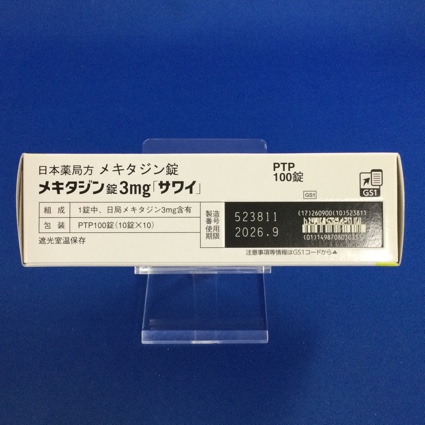 日本薬局方 メキタジン錠
メキタジン錠3mg「サワイ」
PTP
100錠
GS1
GS1
組成 1錠中、日局メキタジン3mg含有
包装 PTP100錠(10錠×10)
遮光室温保存
製造番号 523811
使用期限 2026.9
(17)260900(10)523811
注意事項等情報はGS1コードから▲